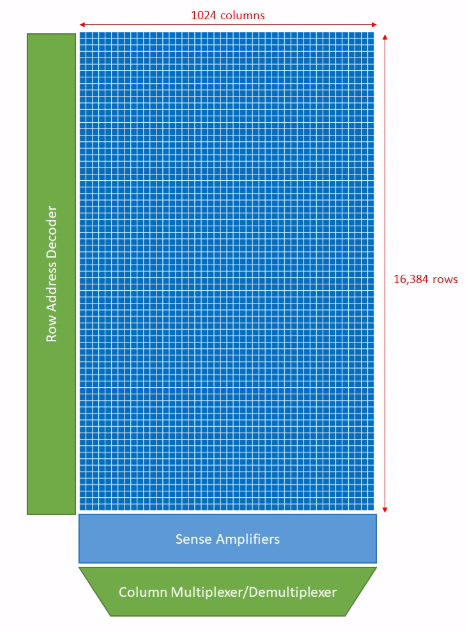 1024 columns
Row Address Decoder
16,384 rows
Sense Amplifiers
Column Multiplexer/Demultiplexer